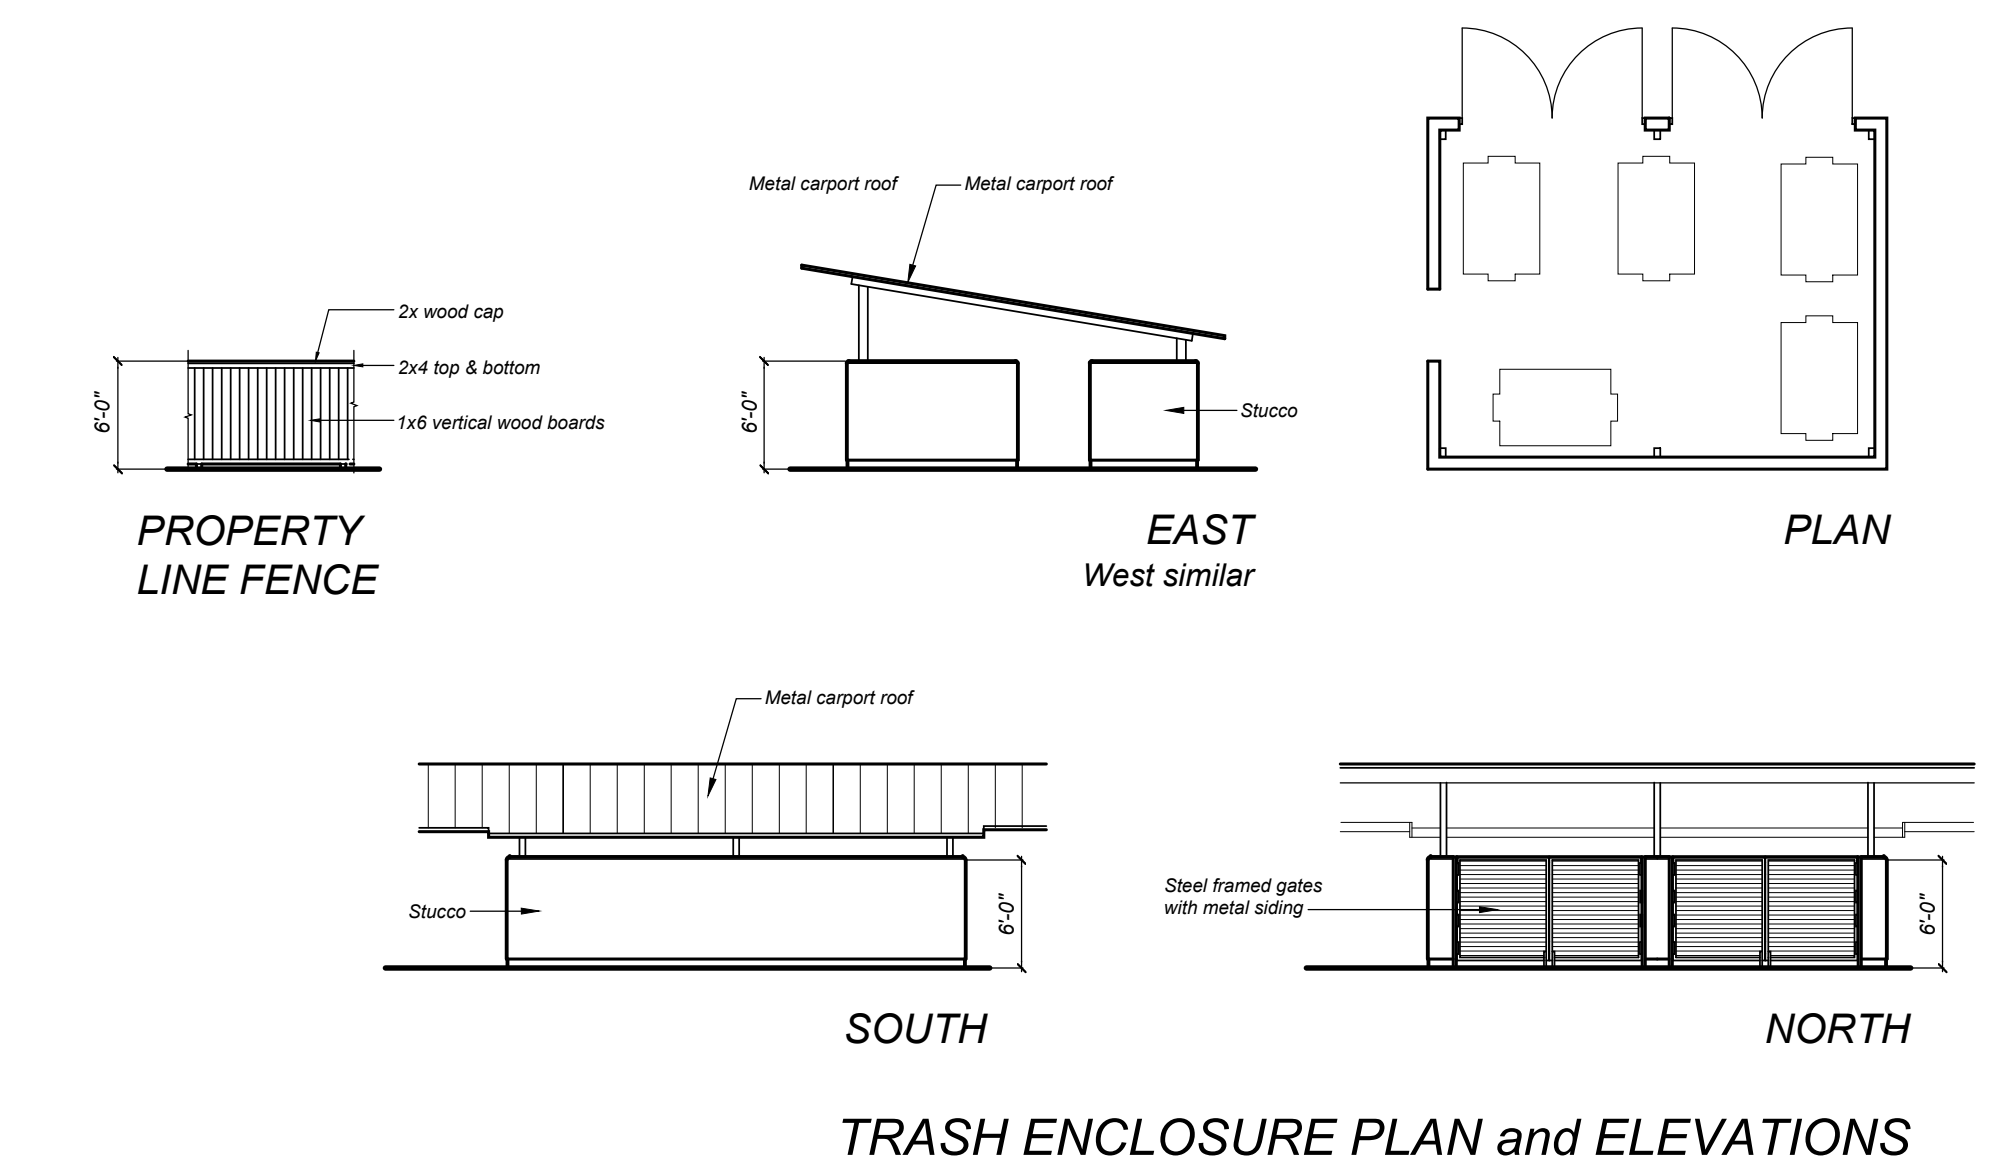 Metal carport roof
Metal carport roof
2x wood cap
2x4 top & bottom
1x6 vertical wood boards
6'-0"
6'-0"
Stucco
PROPERTY
LINE FENCE
EAST
West similar
PLAN
Metal carport roof
Stucco
6'-0"
Steel framed gates
with metal siding
6'-0"
SOUTH
NORTH
TRASH ENCLOSURE PLAN and ELEVATIONS